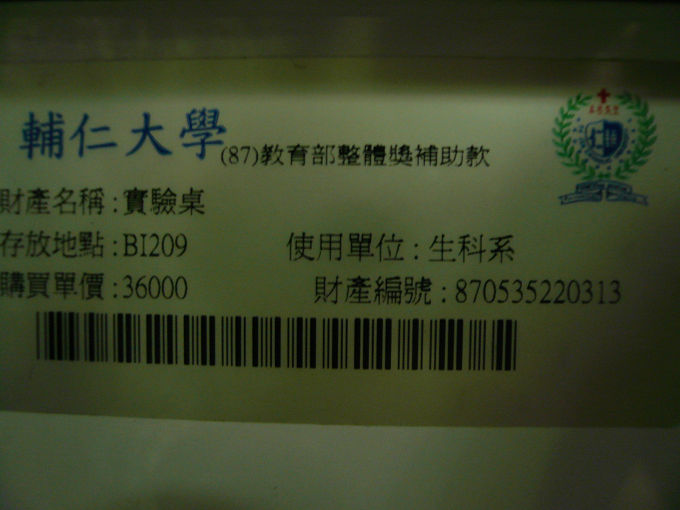 輔仁大學 (87)教育部整體獎補助款
財產名稱:實驗桌
存放地點:BI209 使用單位:生科系
購買單價:36000 財產編號:870535220313